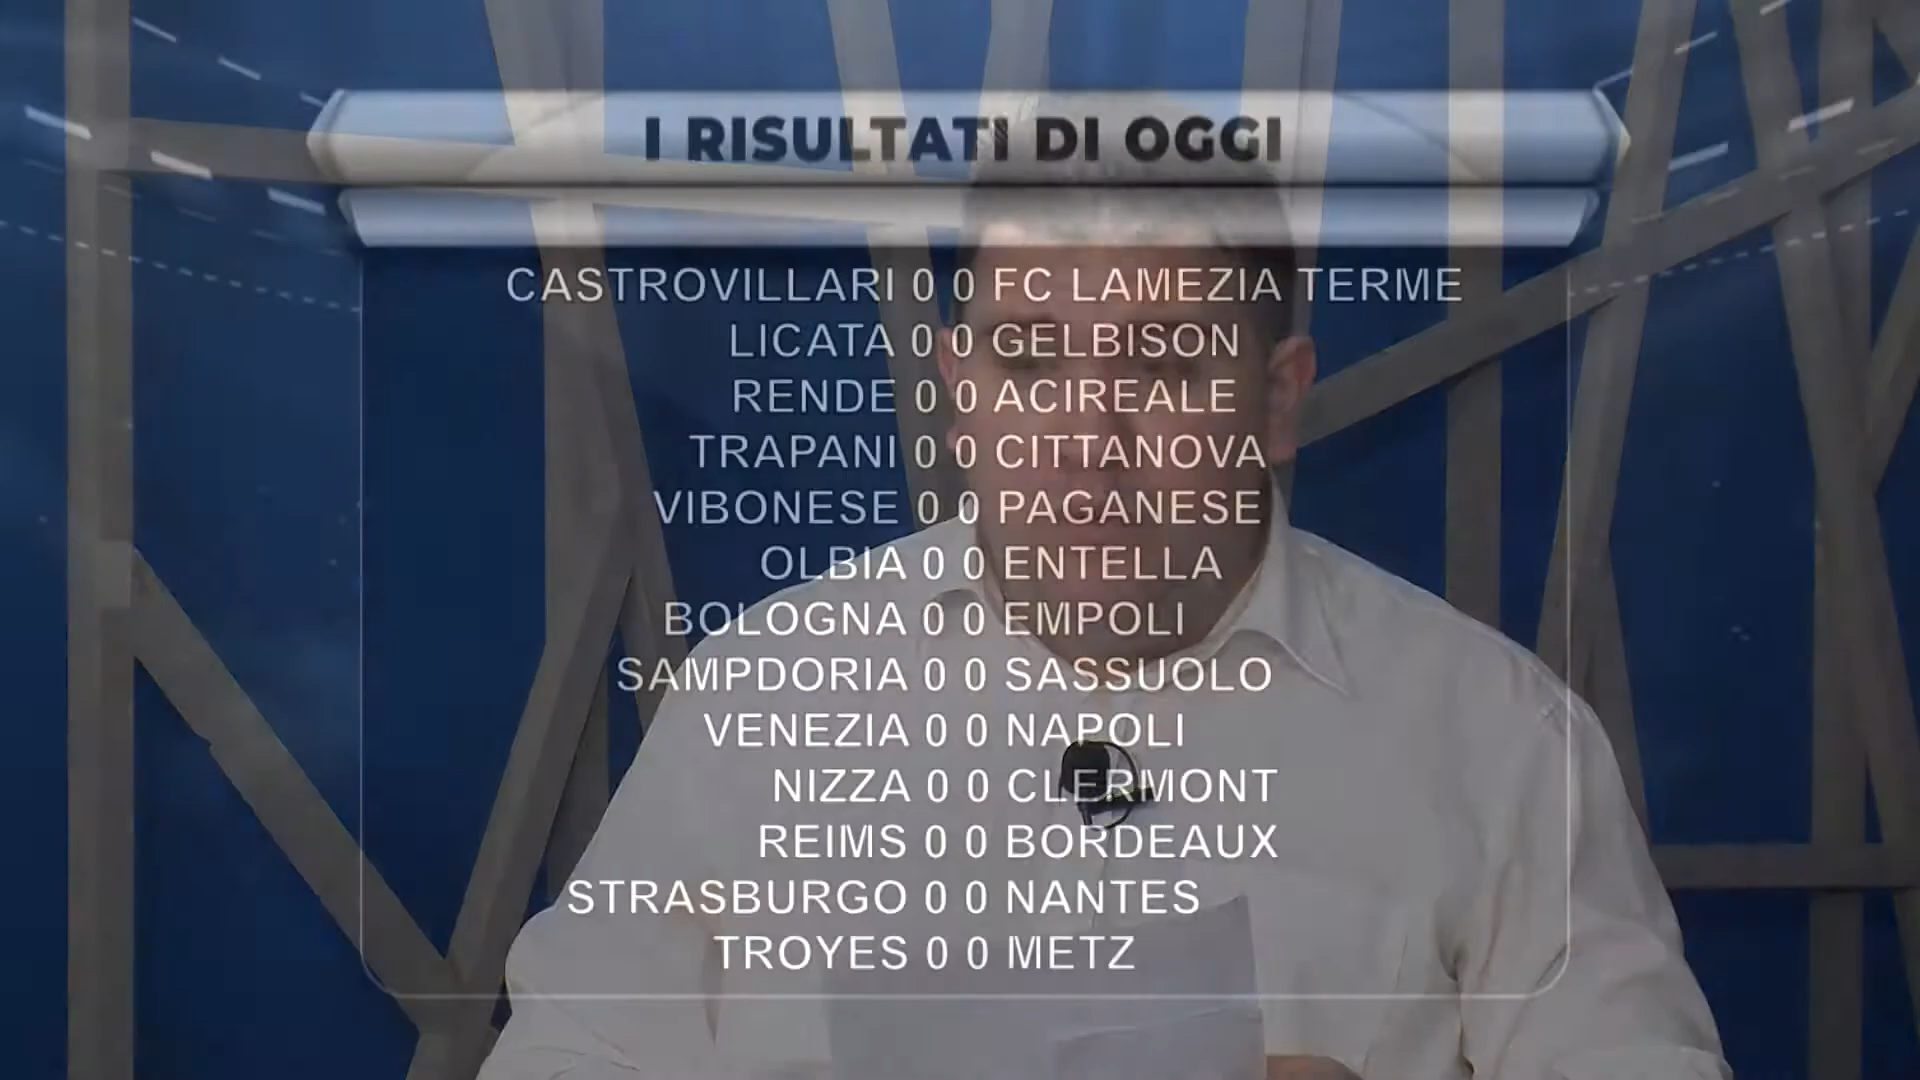 I RISULTATI DI OGGI
CASTROVILLARI 0 0 FC LAMEZIA TERME
LICATA 0 0 GELBISON
RENDE 0 0 ACIREALE
TRAPANI 0 0 CITTANOVA
VIBONESE 0 0 PAGANESE
OLBIA 0 0 ENTELLA
BOLOGNA 0 0 EMPOLI
SAMPDORIA 0 0 SASSUOLO
VENEZIA 0 0 NAPOLI
NIZZA 0 0 CLERMONT
REIMS 0 0 BORDEAUX
STRASBURGO 0 0 NANTES
TROYES 0 0 METZ